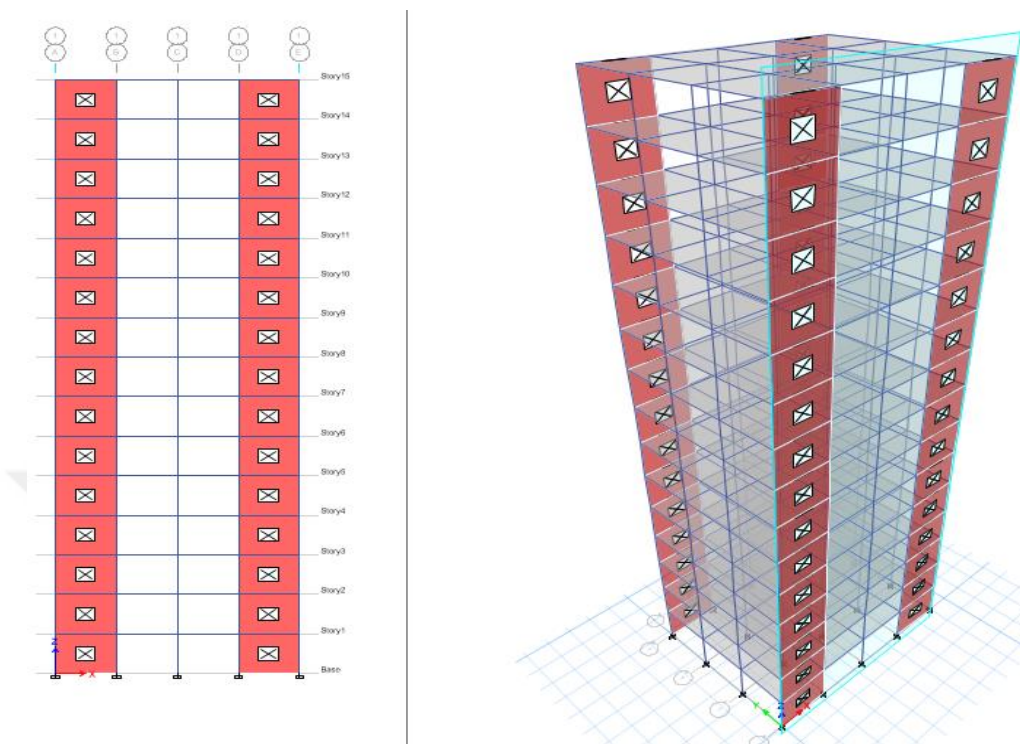 1 1 1 1 1
A B C D E
Story15
Story14
Story13
Story12
Story11
Story10
Story9
Story8
Story7
Story6
Story5
Story4
Story3
Story2
Story1
Base
Z
X
Z
Y X